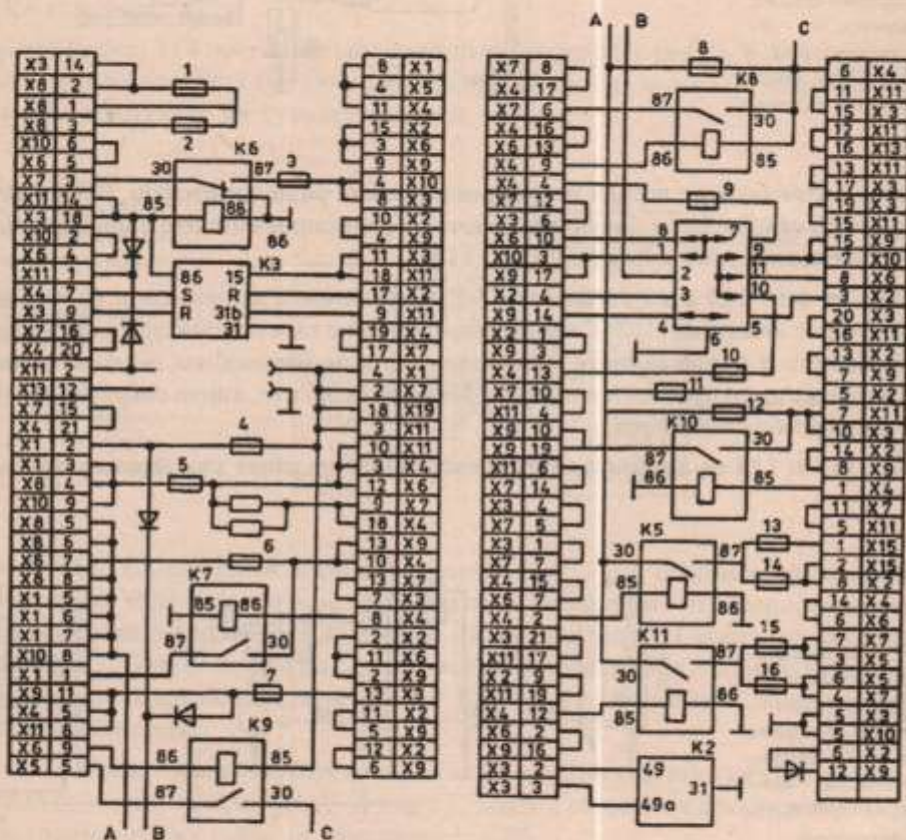 A B C
X3 14
X8 2
X8 1
X8 3
X10 6
X6 5
X7 3
X11 14
X3 18
X10 2
X6 4
X11 1
X4 7
X3 9
X7 16
X4 20
X11 2
X13 12
X7 15
X4 21
X1 2
X1 3
X8 4
X10 9
X8 5
X8 6
X8 7
X8 8
X1 5
X1 6
X1 7
X10 8
X1 1
X9 11
X4 5
X11 8
X6 9
X5 5
1
2
30 K6 87 3
85 86
86
K3
86 15
S R
R 31b
31
4
5
6
K7
85 86
87 30
7
K9
86 85
87 30
A B C
4 X5
11 X4
15 X2
3 X6
9 X9
4 X10
8 X3
10 X2
4 X9
11 X3
18 X11
17 X2
9 X11
19 X4
17 X7
4 X1
2 X7
18 X19
3 X11
10 X11
3 X4
12 X6
9 X7
18 X4
13 X9
10 X4
13 X7
7 X3
8 X4
2 X2
11 X6
2 X9
13 X3
11 X2
5 X9
12 X2
6 X9
X7 8
X4 17
X7 6
X4 16
X6 13
X4 9
X4 4
X7 12
X3 6
X6 10
X10 3
X9 17
X2 4
X9 14
X2 1
X9 3
X4 13
X7 10
X11 4
X9 10
X9 19
X11 6
X7 14
X3 4
X7 5
X3 1
X7 7
X4 15
X6 7
X4 2
X3 21
X11 17
X2 9
X11 19
X4 12
X6 2
X9 16
X3 2
X3 3
8
K8
87 30
86 85
9
8 7
1 9
2 11
3 10
4 5
6
10
11
12
K10
87 30
86 85
K5
30 87 13
85 86 14
K11
30 87 15
85 86 16
K2
49 31
49a
6 X4
11 X11
15 X3
12 X11
16 X13
13 X11
17 X3
19 X3
15 X11
15 X9
7 X10
8 X6
3 X2
20 X3
16 X11
13 X2
7 X9
5 X2
7 X11
10 X3
14 X2
8 X9
1 X4
11 X7
5 X11
1 X15
2 X15
14 X4
6 X6
7 X7
3 X5
4 X7
5 X3
5 X10
6 X2
12 X9